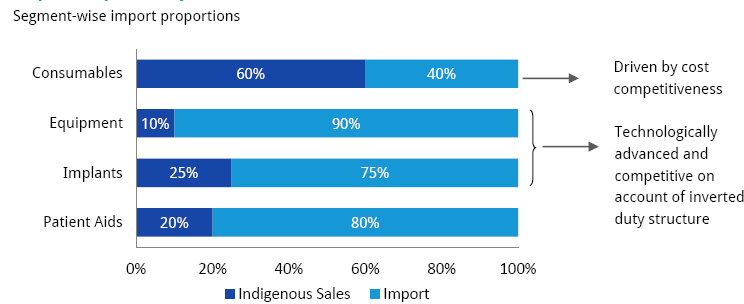 Segment-wise import proportions
Consumables 60% 40%
Driven by cost
competitiveness
Equipment 10% 90%
Implants 25% 75%
Technologically
advanced and
competitive on
account of inverted
duty structure
Patient Aids 20% 80%
0% 20% 40% 60% 80% 100%
Indigenous Sales Import